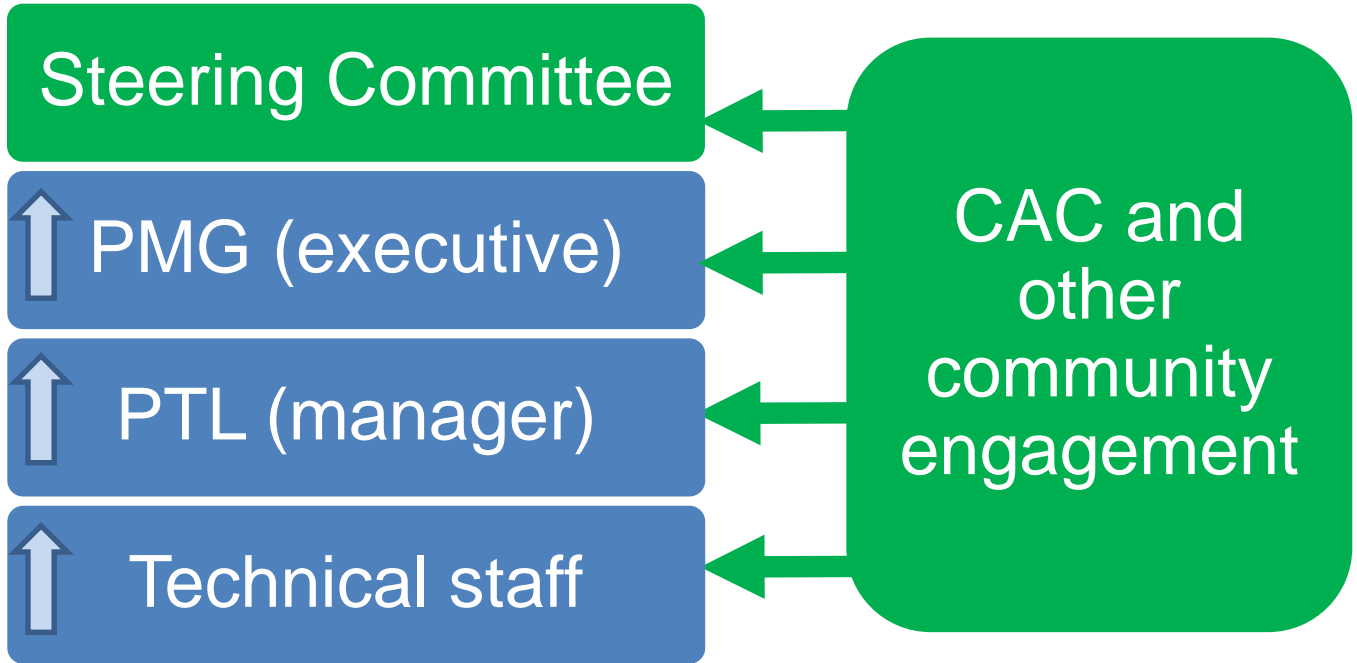 Steering Committee
PMG (executive)
PTL (manager)
Technical staff
CAC and
other
community
engagement